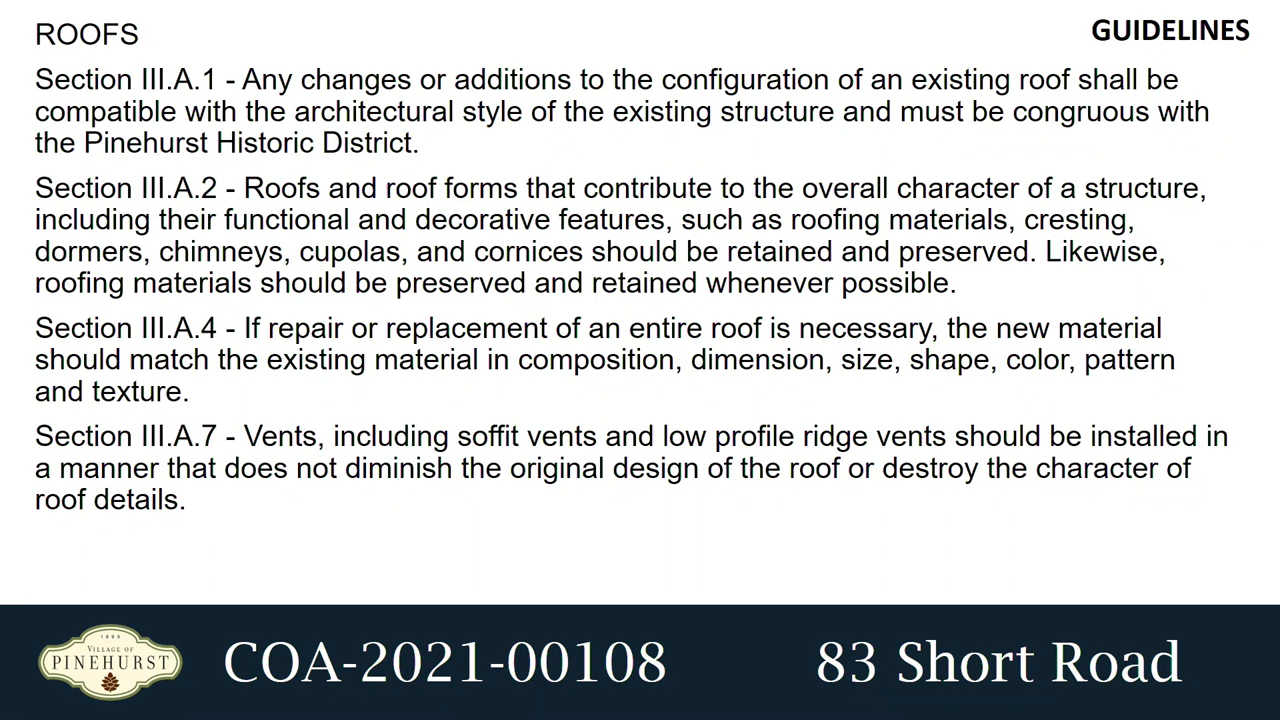 ROOFS
GUIDELINES
Section III.A.1 - Any changes or additions to the configuration of an existing roof shall be
compatible with the architectural style of the existing structure and must be congruous with
the Pinehurst Historic District.
Section III.A.2 - Roofs and roof forms that contribute to the overall character of a structure,
including their functional and decorative features, such as roofing materials, cresting,
dormers, chimneys, cupolas, and cornices should be retained and preserved. Likewise,
roofing materials should be preserved and retained whenever possible.
Section III.A.4 - If repair or replacement of an entire roof is necessary, the new material
should match the existing material in composition, dimension, size, shape, color, pattern
and texture.
Section III.A.7 - Vents, including soffit vents and low profile ridge vents should be installed in
a manner that does not diminish the original design of the roof or destroy the character of
roof details.
1895
VILLAGE OF
PINEHURST
COA-2021-00108
83 Short Road